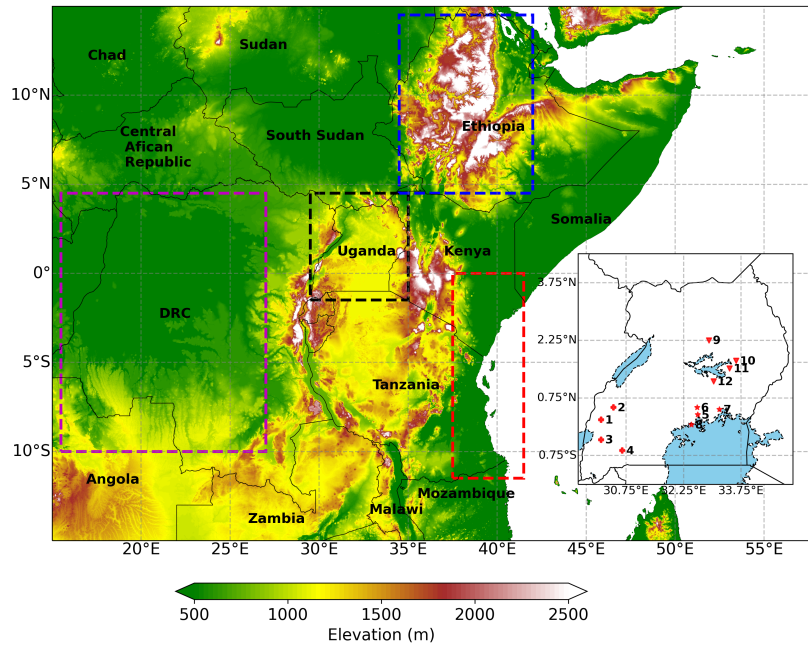 Chad
Sudan
10°N
Ethiopia
Central
Afican
Republic
South Sudan
5°N
Somalia
Uganda
Kenya
0°
3.75°N
DRC
2.25°N
9
10
11
5°S
12
Tanzania
0.75°N
2
6
7
5
1
8
3
4
0.75°S
10°S
Angola
30.75°E
32.25°E
33.75°E
Mozambique
Malawi
Zambia
20°E
25°E
30°E
35°E
40°E
45°E
50°E
55°E
500
1000
1500
2000
2500
Elevation (m)